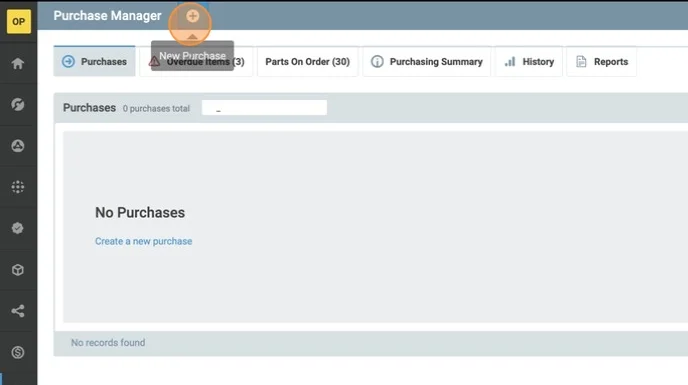 OP
Purchase Manager
New Purchase
Purchases
Overdue Items (3)
Parts On Order (30)
Purchasing Summary
History
Reports
Purchases 0 purchases total
No Purchases
Create a new purchase
No records found